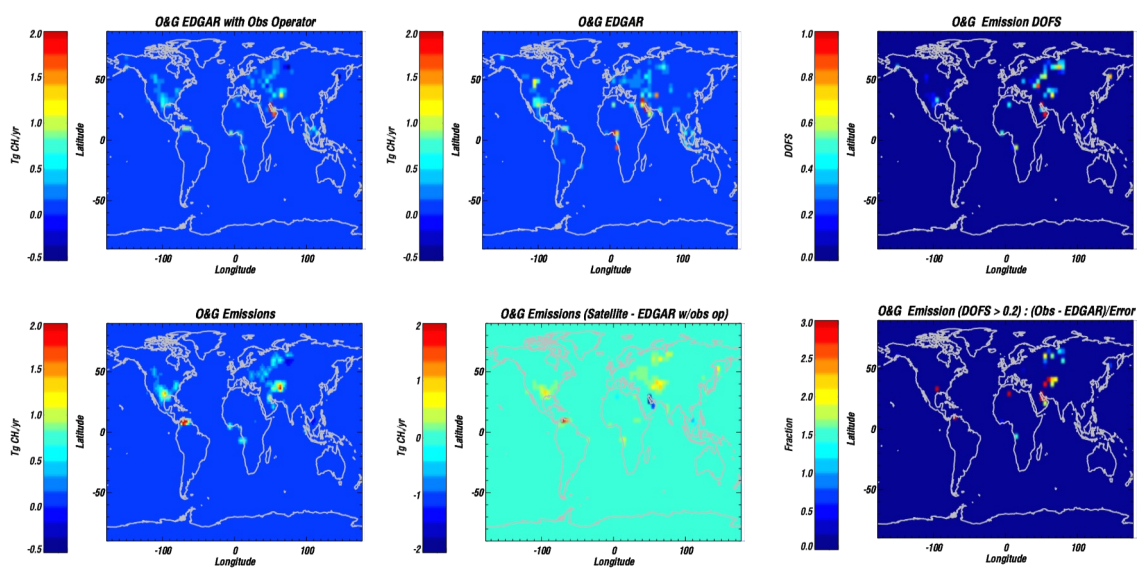 O&G EDGAR with Obs Operator
2.0
1.5
1.0
0.5
0.0
-0.5
Tg CH/yr
Latitude
50
0
-50
-100 0 100
Longitude
O&G EDGAR
2.0
1.5
1.0
0.5
0.0
-0.5
Tg CH/yr
Latitude
50
0
-50
-100 0 100
Longitude
O&G Emission DOFS
1.0
0.8
0.6
0.4
0.2
0.0
DOFS
Latitude
50
0
-50
-100 0 100
Longitude
O&G Emissions
2.0
1.5
1.0
0.5
0.0
-0.5
Tg CH/yr
Latitude
50
0
-50
-100 0 100
Longitude
O&G Emissions (Satellite - EDGAR w/obs op)
2
1
0
-1
-2
Tg CH/yr
Latitude
50
0
-50
-100 0 100
Longitude
O&G Emission (DOFS > 0.2) : (Obs - EDGAR)/Error
3.0
2.5
2.0
1.5
1.0
0.5
0.0
Fraction
Latitude
50
0
-50
-100 0 100
Longitude